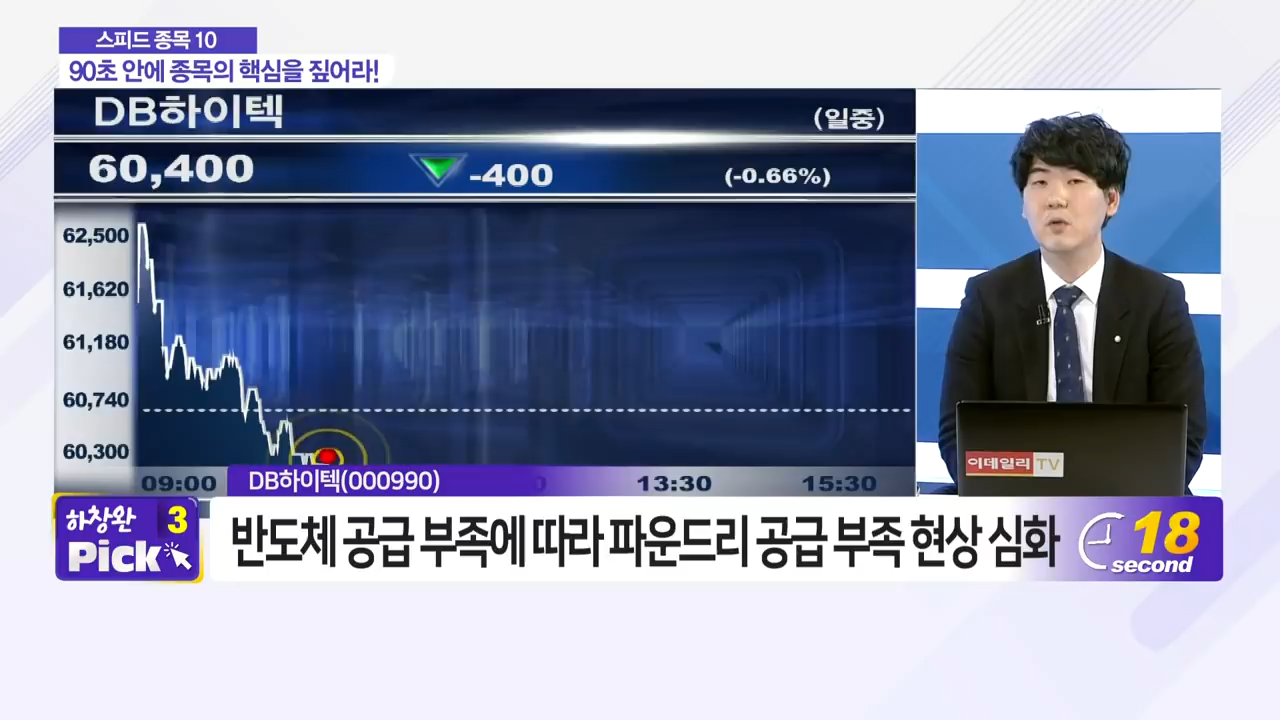 스피드 종목 10
90초 안에 종목의 핵심을 짚어라!
DB하이텍
(일중)
60,400
-400
(-0.66%)
62,500
61,620
61,180
60,740
60,300
09:00
13:30
15:30
DB하이텍(000990)
이데일리 TV
하창완
Pick
3
반도체 공급 부족에 따라 파운드리 공급 부족 현상 심화
18
second